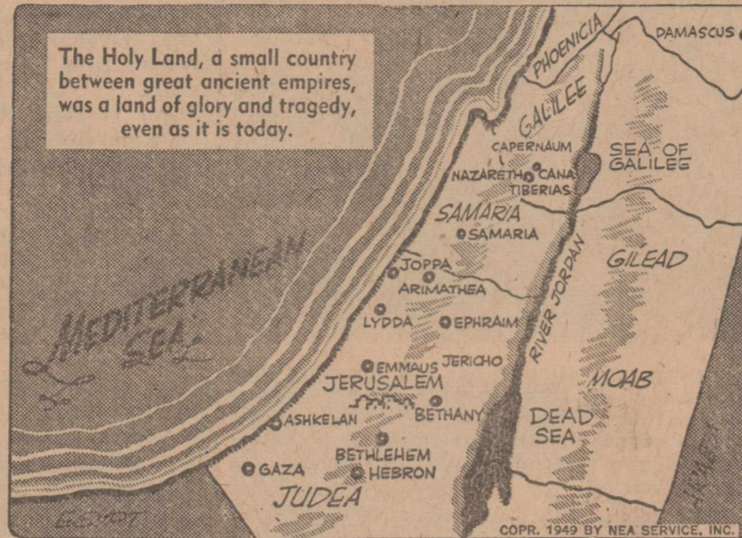 The Holy Land, a small country
between great ancient empires,
was a land of glory and tragedy,
even as it is today.
PHOENICIA
DAMASCUS
GALILEE
CAPERNAUM
SEA OF
GALILEE
NAZARETH
CANA
TIBERIAS
SAMARIA
SAMARIA
MEDITERRANEAN
SEA
JOPPA
ARIMATHEA
GILEAD
RIVER JORDAN
LYDDA
EPHRAIM
EMMAUS
JERICHO
JERUSALEM
MOAB
BETHANY
ASHKELAN
DEAD
SEA
BETHLEHEM
GAZA
HEBRON
JUDEA
COPR. 1949 BY NEA SERVICE, INC.